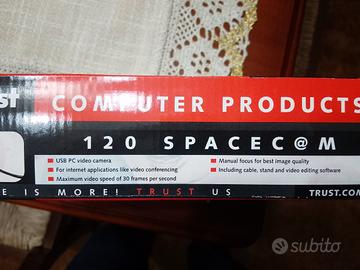 st COMPUTER PRODUCTS
120 SPACEC@M
USB PC video camera
For internet applications like video conferencing
Maximum video speed of 30 frames per second
Manual focus for best image quality
Including cable, stand and video editing software
E IS MORE! TRUST US
TRUST.COM
subito